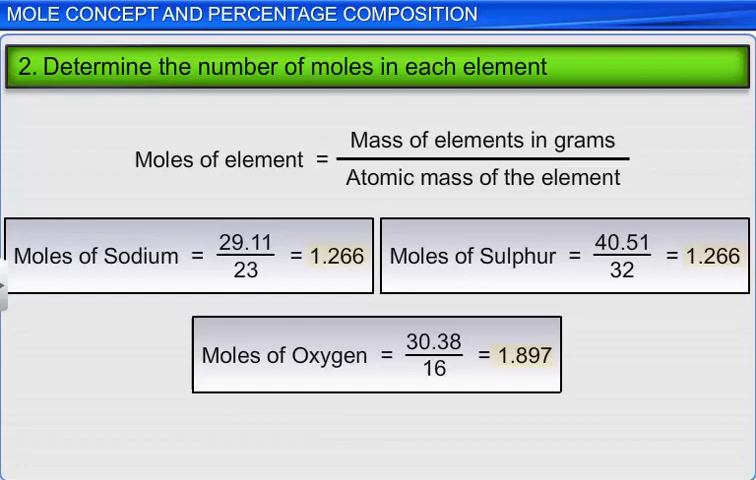 MOLE CONCEPT AND PERCENTAGE COMPOSITION
2. Determine the number of moles in each element
Moles of element = Mass of elements in grams / Atomic mass of the element
Moles of Sodium = 29.11 / 23 = 1.266
Moles of Sulphur = 40.51 / 32 = 1.266
Moles of Oxygen = 30.38 / 16 = 1.897